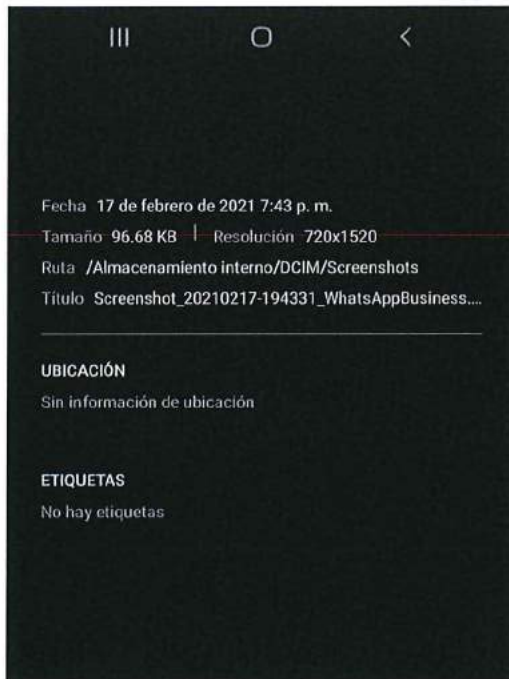 Fecha 17 de febrero de 2021 7:43 p. m.
Tamaño 96.68 KB | Resolución 720x1520
Ruta /Almacenamiento interno/DCIM/Screenshots
Título Screenshot_20210217-194331_WhatsAppBusiness....
UBICACIÓN
Sin información de ubicación
ETIQUETAS
No hay etiquetas